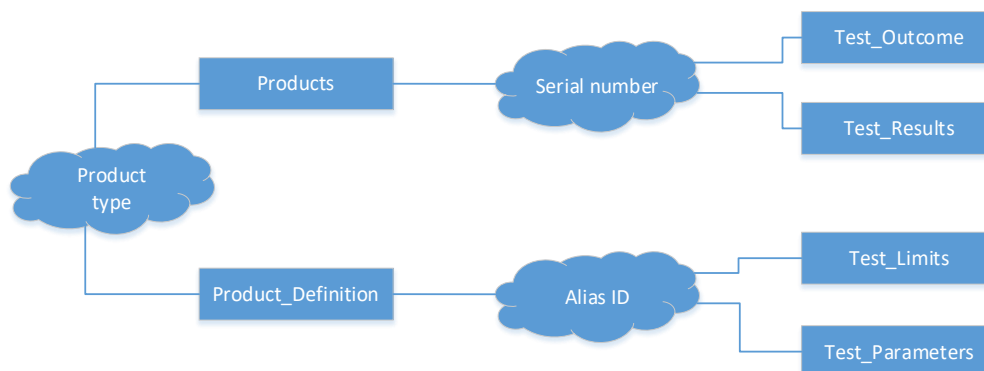 Test_Outcome
Products
Serial number
Test_Results
Product
type
Test_Limits
Product_Definition
Alias ID
Test_Parameters